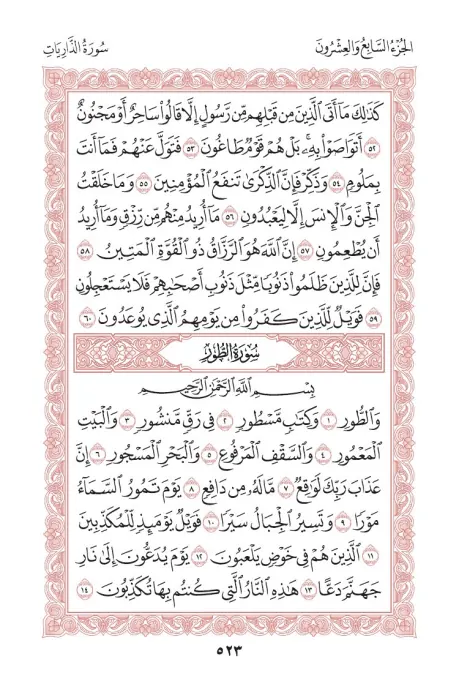 الجُزْءُ السَّابِعُ وَالعِشْرُونَ
سُورَةُ الذَّارِيَاتِ
كَذَٰلِكَ مَآ أَتَى ٱلَّذِينَ مِن قَبْلِهِم مِّن رَّسُولٍ إِلَّا قَالُوا۟ سَاحِرٌ أَوْ مَجْنُونٌ
٥٢ أَتَوَاصَوْا۟ بِهِۦ ۚ بَلْ هُمْ قَوْمٌ طَاغُونَ ٥٣ فَتَوَلَّ عَنْهُمْ فَمَآ أَنتَ
بِمَلُومٍ ٥٤ وَذَكِّرْ فَإِنَّ ٱلذِّكْرَىٰ تَنفَعُ ٱلْمُؤْمِنِينَ ٥٥ وَمَا خَلَقْتُ
ٱلْجِنَّ وَٱلْإِنسَ إِلَّا لِيَعْبُدُونِ ٥٦ مَآ أُرِيدُ مِنْهُم مِّن رِّزْقٍ وَمَآ أُرِيدُ
أَن يُطْعِمُونِ ٥٧ إِنَّ ٱللَّهَ هُوَ ٱلرَّزَّاقُ ذُو ٱلْقُوَّةِ ٱلْمَتِينُ ٥٨
فَإِنَّ لِلَّذِينَ ظَلَمُوا۟ ذَنُوبًا مِّثْلَ ذَنُوبِ أَصْحَٰبِهِمْ فَلَا يَسْتَعْجِلُونِ
٥٩ فَوَيْلٌ لِّلَّذِينَ كَفَرُوا۟ مِن يَوْمِهِمُ ٱلَّذِى يُوعَدُونَ ٦٠
سُورَةُ الطُّورِ
بِسْمِ ٱللَّهِ ٱلرَّحْمَٰنِ ٱلرَّحِيمِ
وَٱلطُّورِ ١ وَكِتَٰبٍ مَّسْطُورٍ ٢ فِى رَقٍّ مَّنشُورٍ ٣ وَٱلْبَيْتِ
ٱلْمَعْمُورِ ٤ وَٱلسَّقْفِ ٱلْمَرْفُوعِ ٥ وَٱلْبَحْرِ ٱلْمَسْجُورِ ٦ إِنَّ
عَذَابَ رَبِّكَ لَوَٰقِعٌ ٧ مَّا لَهُۥ مِن دَافِعٍ ٨ يَوْمَ تَمُورُ ٱلسَّمَآءُ
مَوْرًا ٩ وَتَسِيرُ ٱلْجِبَالُ سَيْرًا ١٠ فَوَيْلٌ يَوْمَئِذٍ لِّلْمُكَذِّبِينَ
١١ ٱلَّذِينَ هُمْ فِى خَوْضٍ يَلْعَبُونَ ١٢ يَوْمَ يُدَعُّونَ إِلَىٰ نَارِ
جَهَنَّمَ دَعًّا ١٣ هَٰذِهِ ٱلنَّارُ ٱلَّتِى كُنتُم بِهَا تُكَذِّبُونَ ١٤
٥٢٣